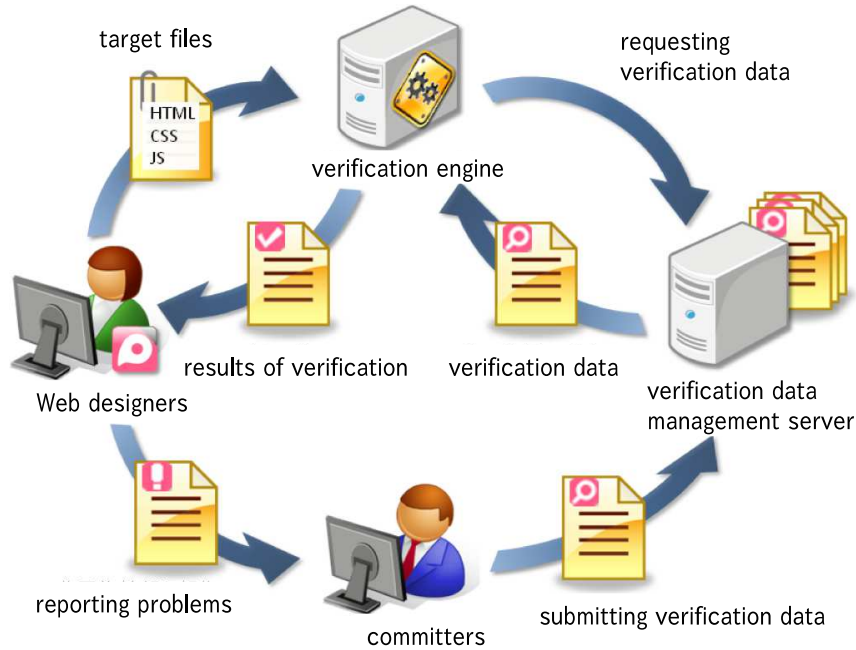 target files
requesting
verification data
HTML
CSS
JS
verification engine
results of verification
verification data
verification data
management server
Web designers
reporting problems
committers
submitting verification data